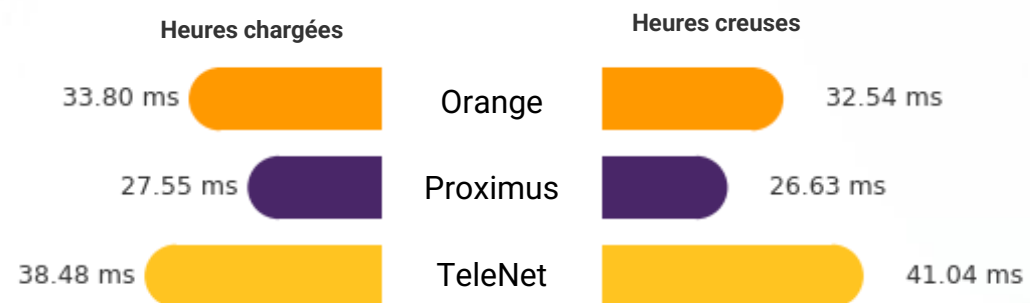 Heures chargées Heures creuses
33.80 ms Orange 32.54 ms
27.55 ms Proximus 26.63 ms
38.48 ms TeleNet 41.04 ms